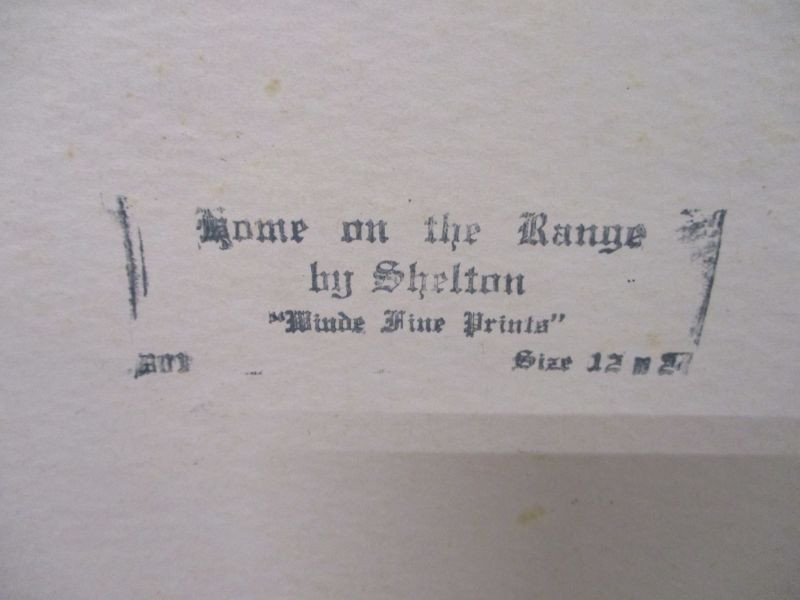 Home on the Range
by Shelton
"Winde Fine Prints"
Size 12